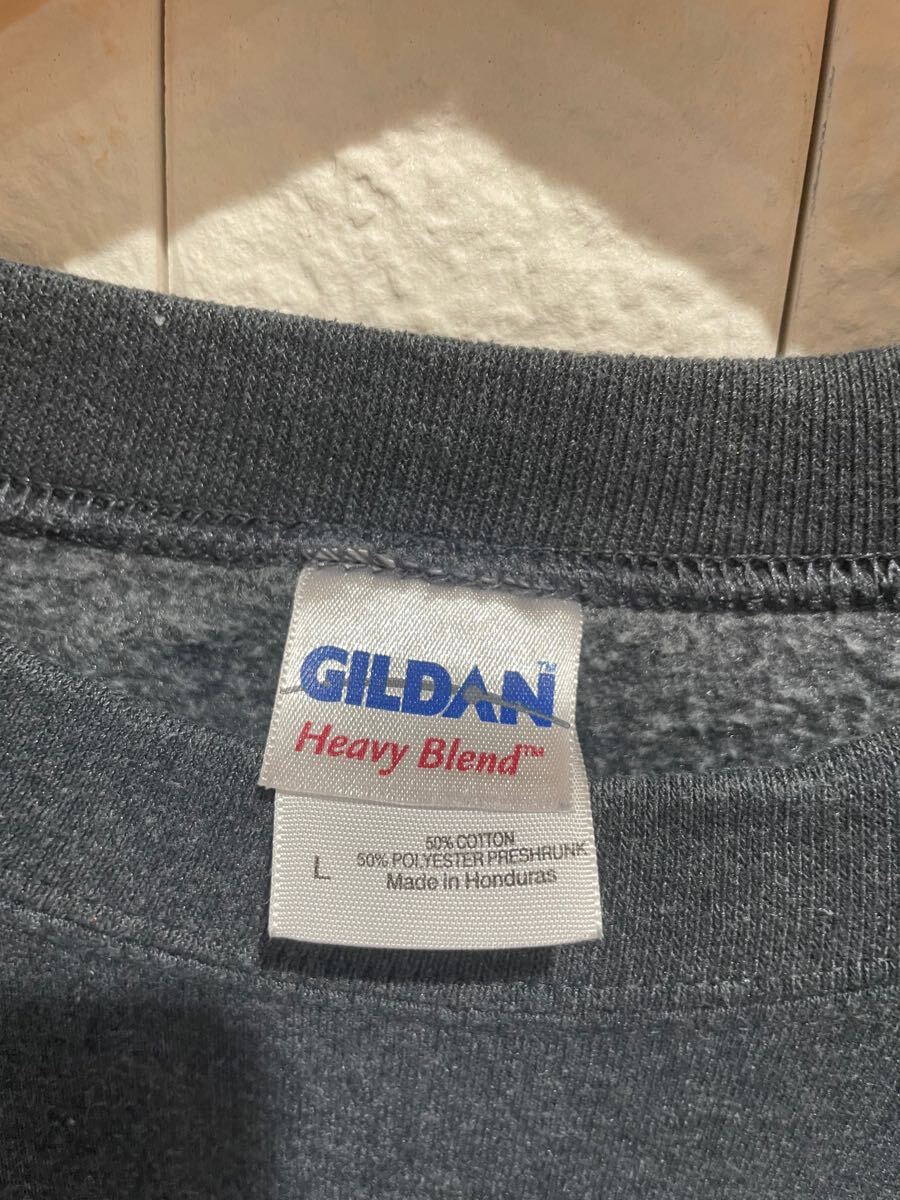 GILDAN™
Heavy Blend™
50% COTTON
50% POLYESTER PRESHRUNK
L
Made in Honduras